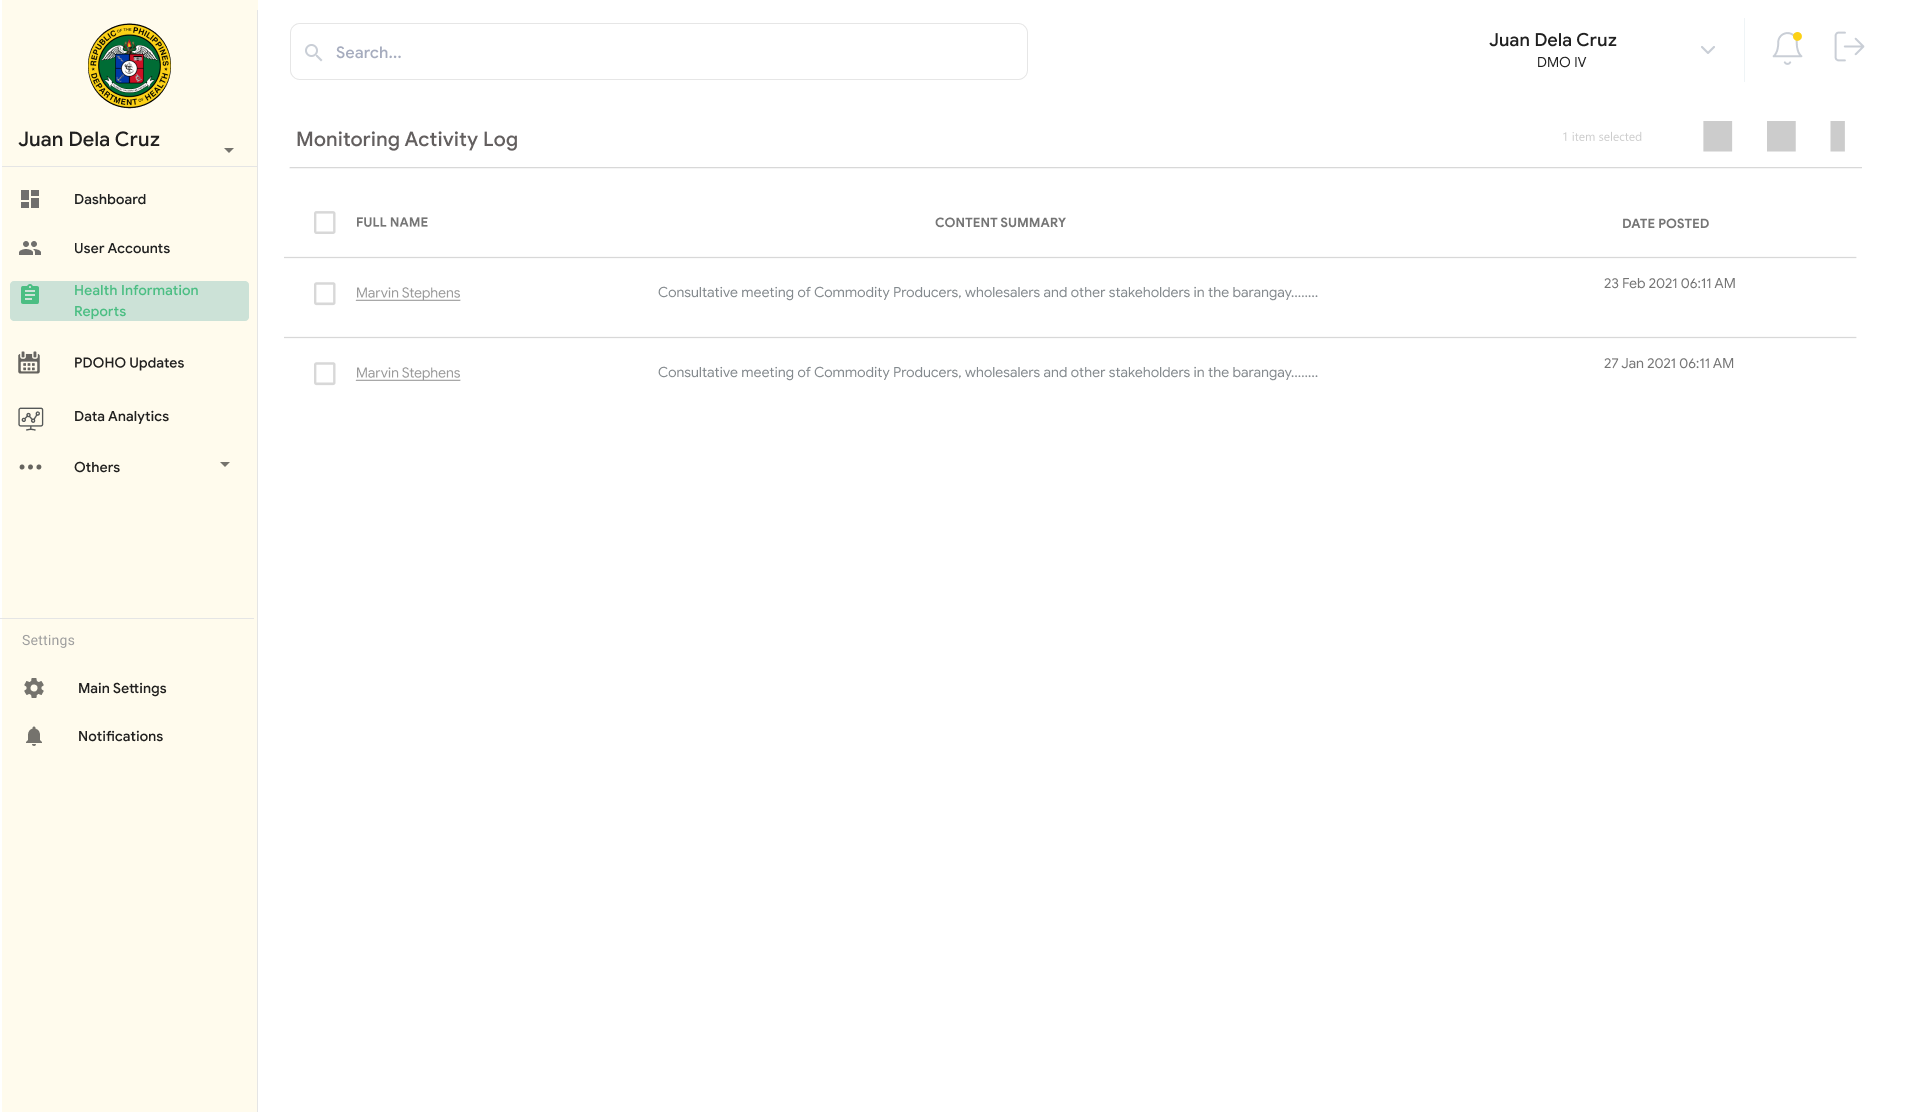 REPUBLIC OF THE PHILIPPINES
DEPARTMENT OF HEALTH
Juan Dela Cruz
Dashboard
User Accounts
Health Information
Reports
PDOHO Updates
Data Analytics
Others
Settings
Main Settings
Notifications
Search...
Juan Dela Cruz
DMO IV
Monitoring Activity Log
1 item selected
FULL NAME CONTENT SUMMARY DATE POSTED
Marvin Stephens Consultative meeting of Commodity Producers, wholesalers and other stakeholders in the barangay........ 23 Feb 2021 06:11 AM
Marvin Stephens Consultative meeting of Commodity Producers, wholesalers and other stakeholders in the barangay........ 27 Jan 2021 06:11 AM